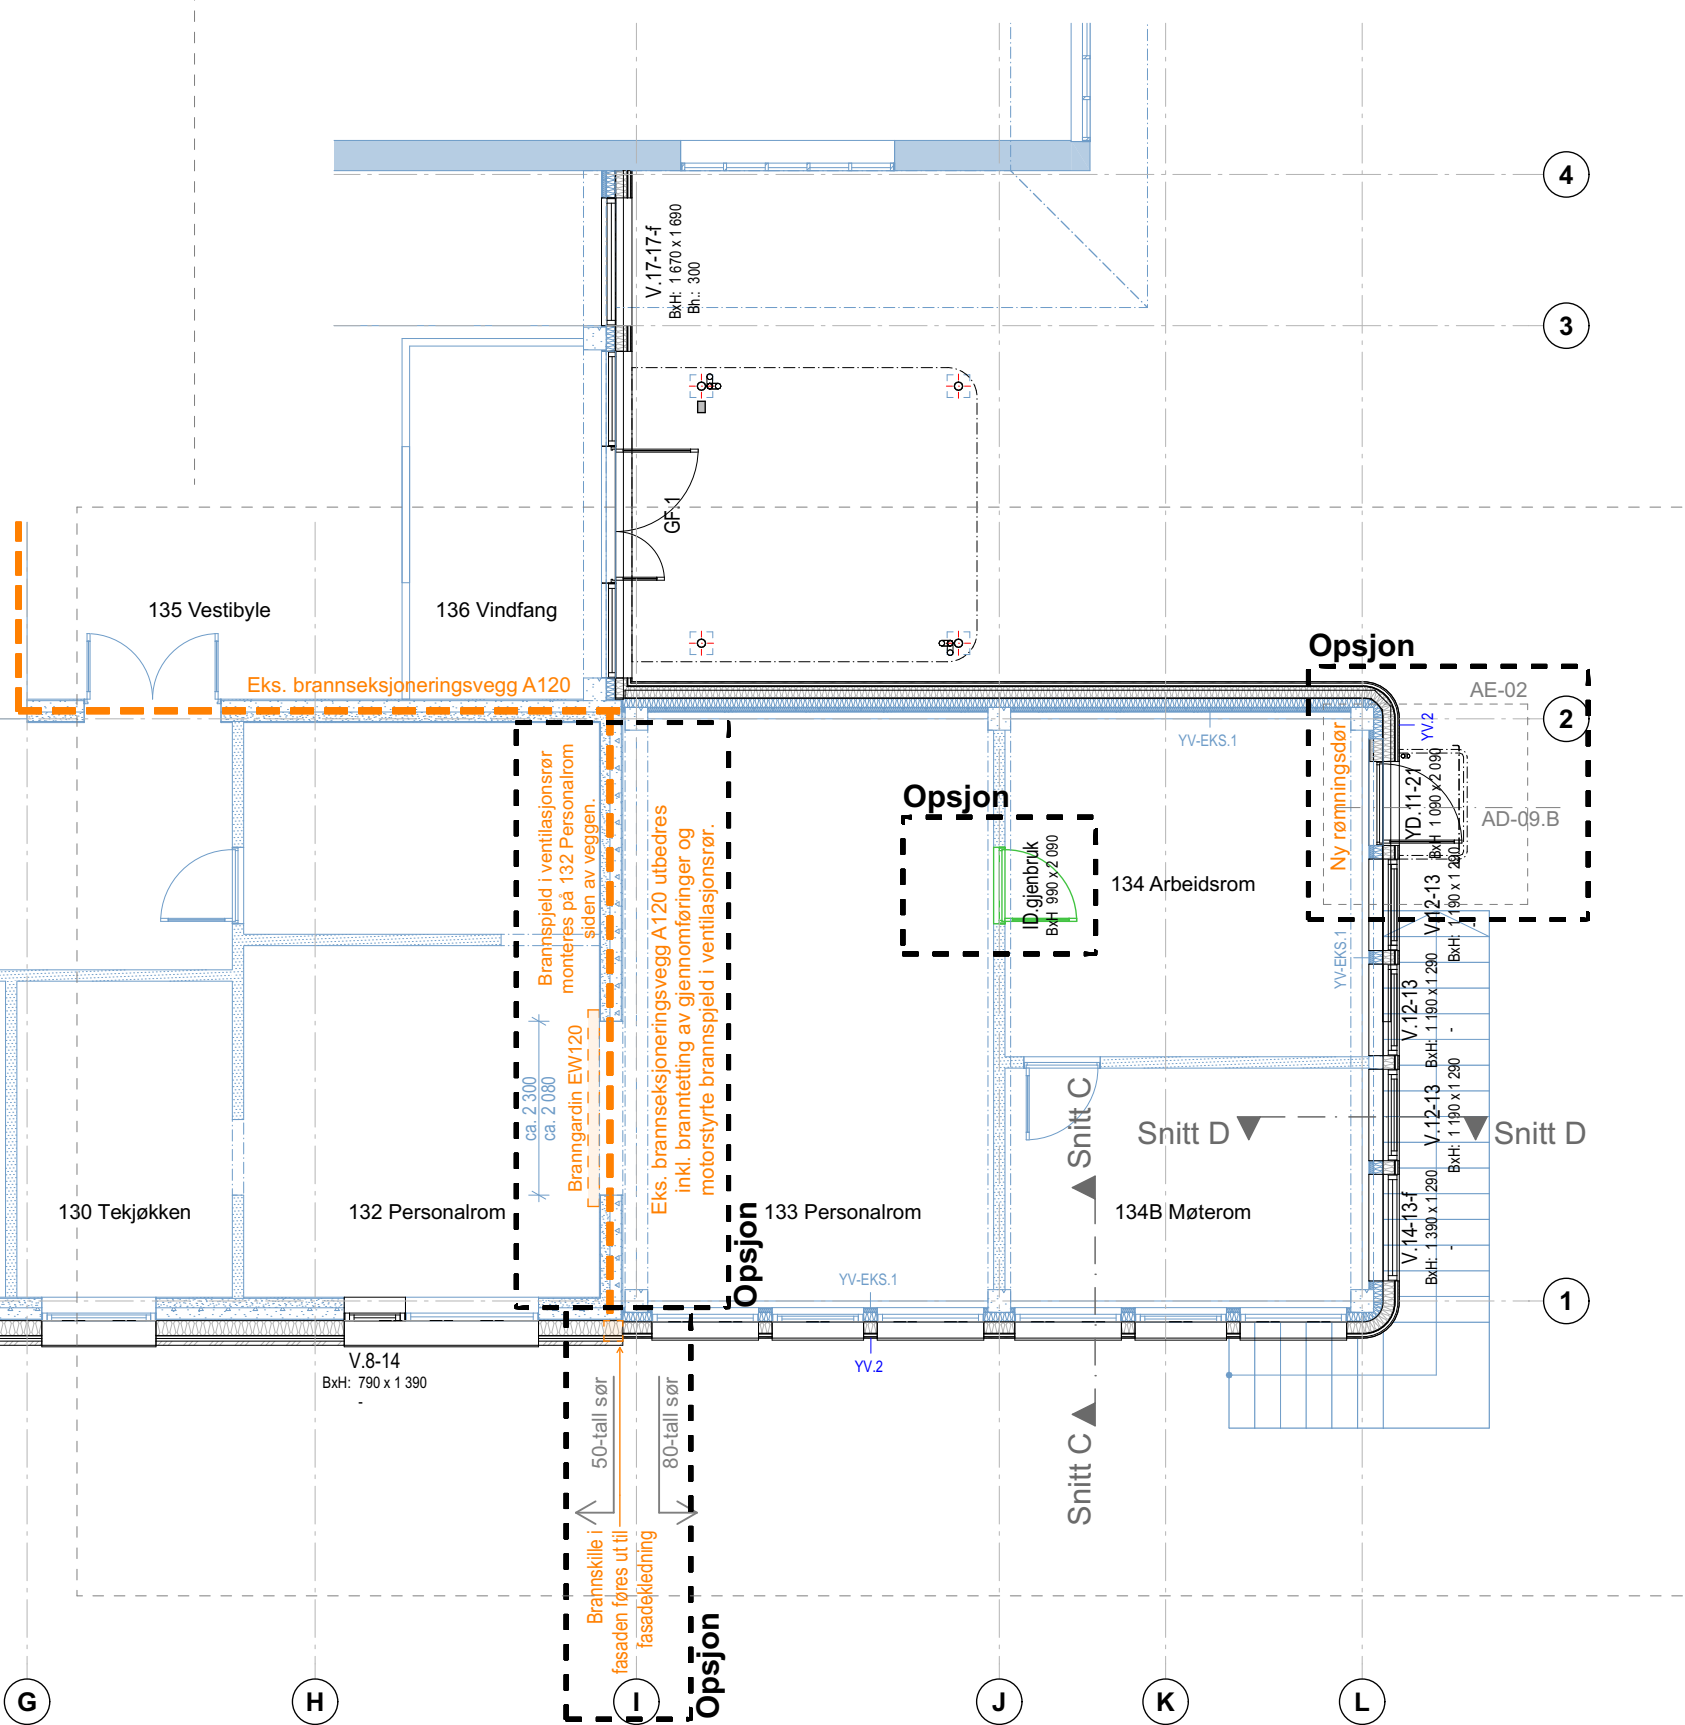 4
V.17-17-f
BxH: 1 670 x 1 690
Bh.: 300
3
GF.1
135 Vestibyle
136 Vindfang
Eks. brannseksjoneringsvegg A120
Opsjon
AE-02
2
YV.2
YV-EKS.1
Ny rømningsdør
YD.11-21
BxH 1 090 x 2 090
AD-09.B
Brannspjeld i ventilasjonsrør
monteres på 132 Personalrom
siden av veggen.
Eks. brannseksjoneringsvegg A120 utbedres
inkl. branntetting av gjennomføringer og
motorstyrte brannspjeld i ventilasjonsrør.
Opsjon
ID.gjenbruk
BxH 990 x 2 090
134 Arbeidsrom
V.12-13
BxH: 1 190 x 1 290
-
YV-EKS.1
V.12-13
BxH: 1 190 x 1 290
-
V.12-13
BxH: 1 190 x 1 290
-
V.14-13-f
BxH: 1 390 x 1 290
-
ca. 2 300
ca. 2 080
Branngardin EW120
Snitt C
Snitt D
Snitt D
130 Tekjøkken
132 Personalrom
133 Personalrom
134B Møterom
Opsjon
YV-EKS.1
1
V.8-14
BxH: 790 x 1 390
-
YV.2
50-tall sør
80-tall sør
Snitt C
Brannskille i
fasaden føres ut til
fasadekledning
Opsjon
G
H
I
J
K
L